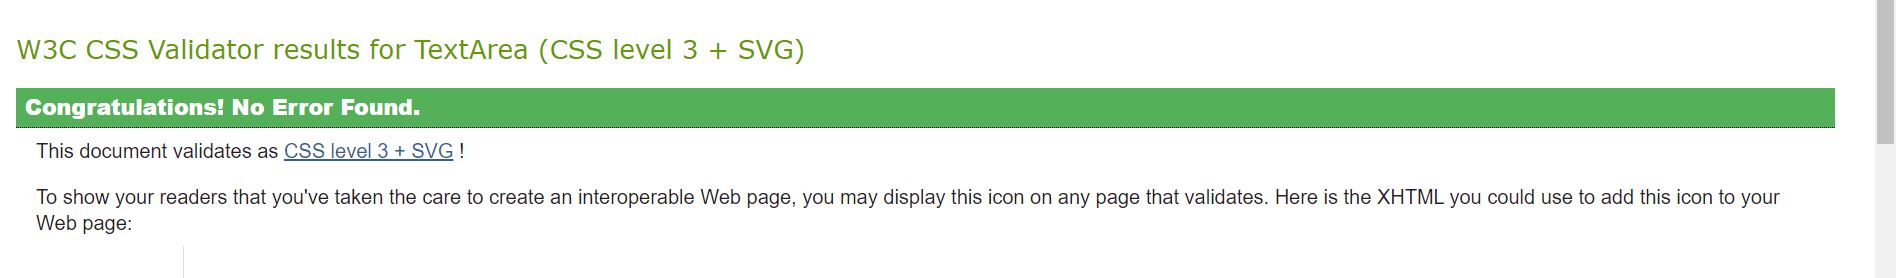 W3C CSS Validator results for TextArea (CSS level 3 + SVG)
Congratulations! No Error Found.
This document validates as CSS level 3 + SVG !
To show your readers that you've taken the care to create an interoperable Web page, you may display this icon on any page that validates. Here is the XHTML you could use to add this icon to your
Web page: